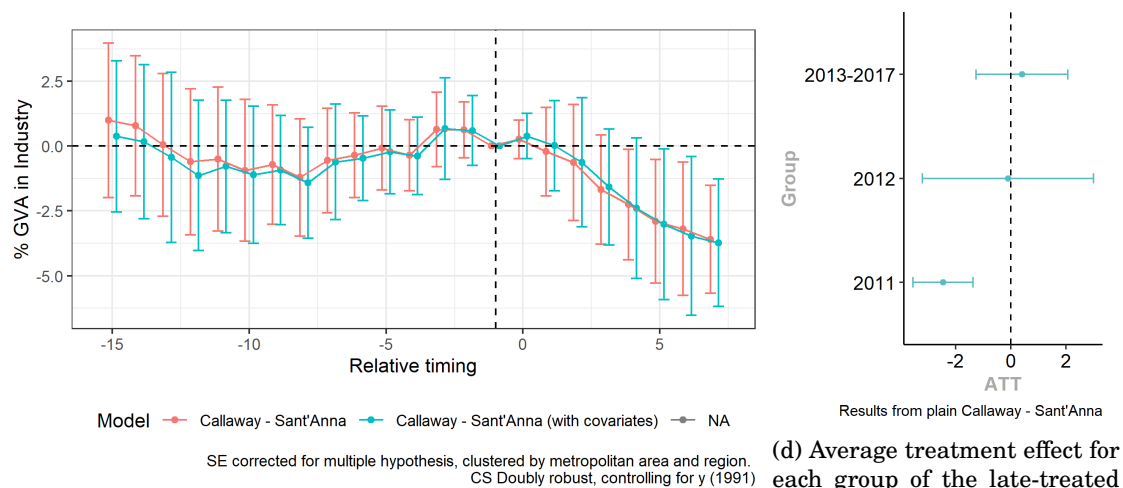 % GVA in Industry
2.5
0.0
-2.5
-5.0
-15
-10
-5
0
5
Relative timing
Model Callaway - Sant'Anna Callaway - Sant'Anna (with covariates) NA
SE corrected for multiple hypothesis, clustered by metropolitan area and region.
CS Doubly robust, controlling for y (1991)
Group
2013-2017
2012
2011
-2
0
2
ATT
Results from plain Callaway - Sant'Anna
(d) Average treatment effect for
each group of the late-treated